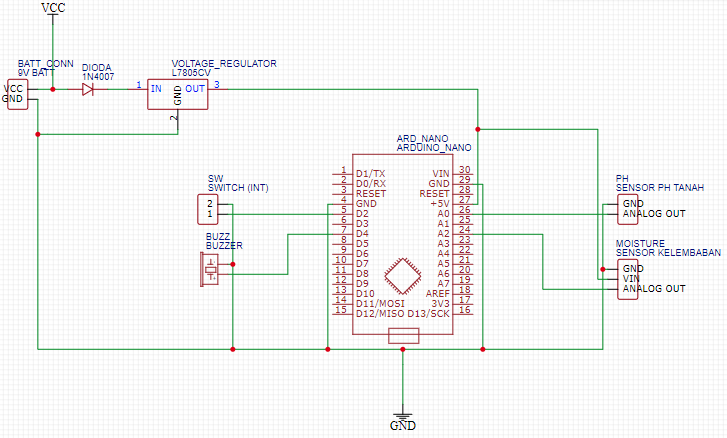 VCC
BATT_CONN
9V BATT
VCC
GND
DIODA
1N4007
VOLTAGE_REGULATOR
L7805CV
1 IN OUT 3
GND
2
ARD_NANO
ARDUINO_NANO
1 D1/TX VIN 30
2 D0/RX GND 29
3 RESET RESET 28
4 GND +5V 27
5 D2 A0 26
6 D3 A1 25
7 D4 A2 24
8 D5 A3 23
9 D6 A4 22
10 D7 A5 21
11 D8 A6 20
12 D9 A7 19
13 D10 AREF 18
14 D11/MOSI 3V3 17
15 D12/MISO D13/SCK 16
SW
SWITCH (INT)
2
1
BUZZ
BUZZER
PH
SENSOR PH TANAH
GND
ANALOG OUT
MOISTURE
SENSOR KELEMBABAN
GND
VIN
ANALOG OUT
GND